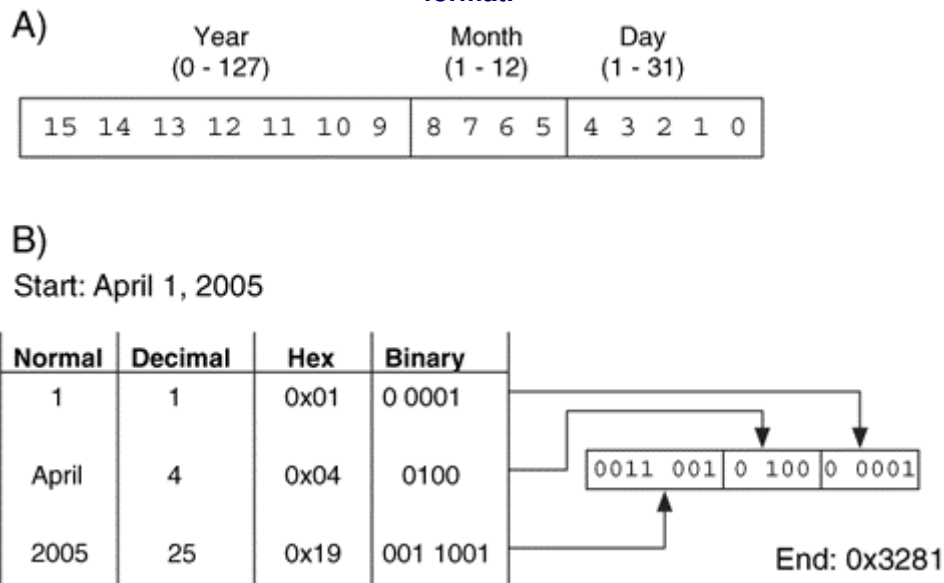 format.
A)
Year Month Day
(0 - 127) (1 - 12) (1 - 31)
15 14 13 12 11 10 9 8 7 6 5 4 3 2 1 0
B)
Start: April 1, 2005
Normal Decimal Hex Binary
1 1 0x01 0 0001
April 4 0x04 0100
0011 001 0 100 0 0001
2005 25 0x19 001 1001
End: 0x3281